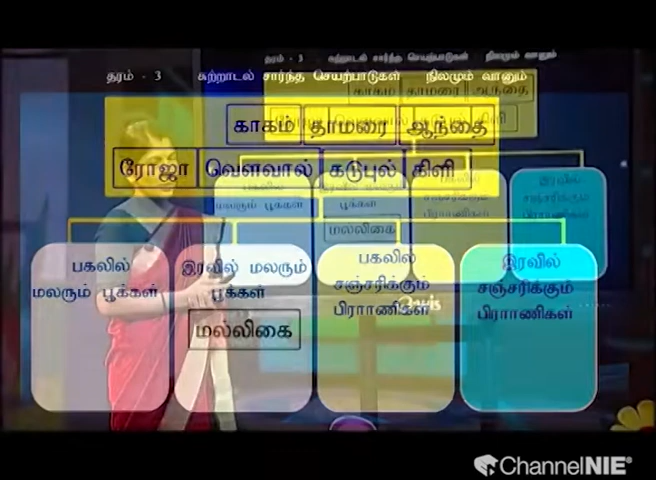 தரம் - 3 சுற்றாடல் சார்ந்த செயற்பாடுகள் நிலமும் வானும்
காகம் தாமரை ஆந்தை
ரோஜா வௌவால் கடுபுல் கிளி
பகலில் மலரும் பூக்கள்
இரவில் மலரும் பூக்கள்
மல்லிகை
பகலில் சஞ்சரிக்கும் பிராணிகள்
இரவில் சஞ்சரிக்கும் பிராணிகள்
ChannelNIE